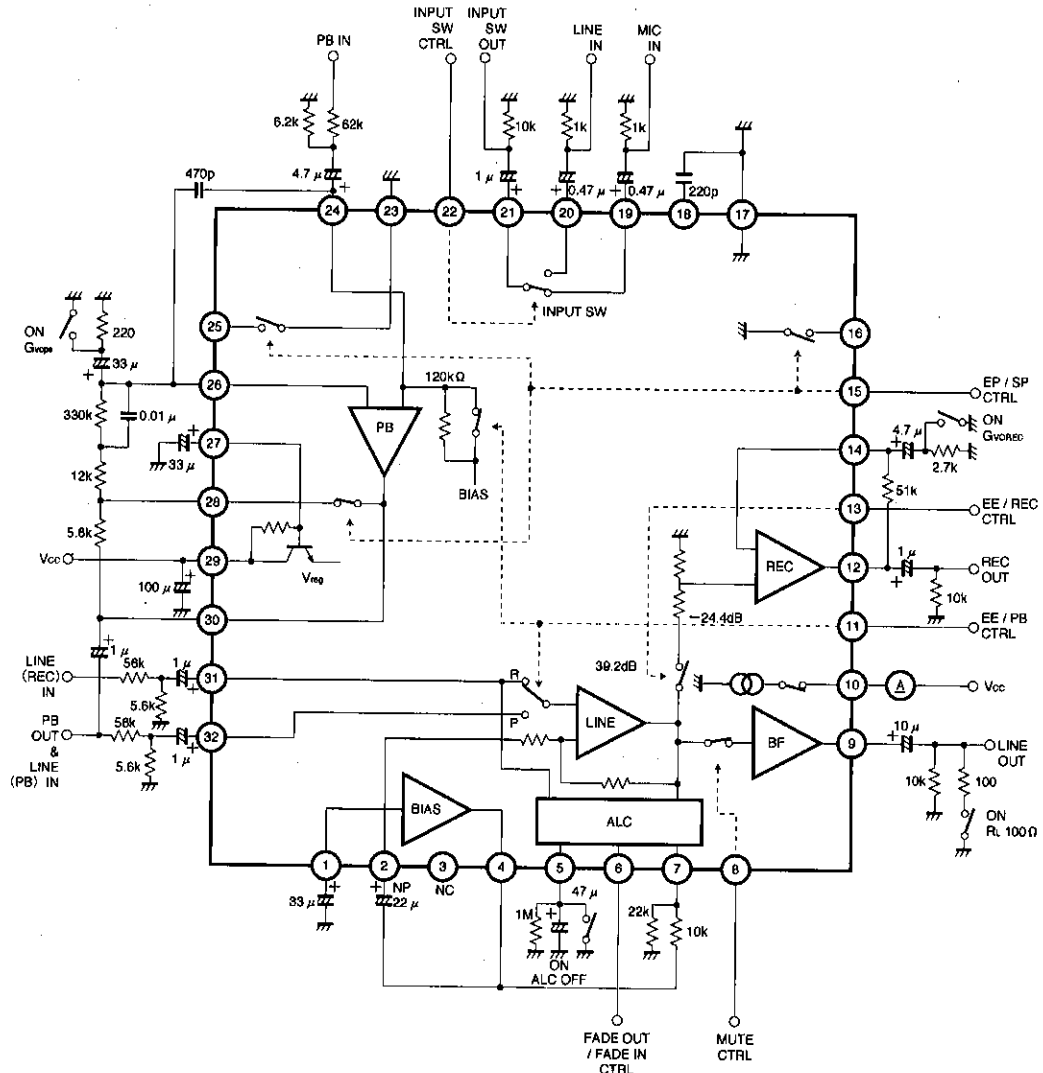 INPUT SW CTRL
INPUT SW OUT
PB IN
LINE IN
MIC IN
6.2k
62k
10k
1k
1k
470p
4.7 μ
+
1 μ
+
+
0.47 μ
+
0.47 μ
220p
24
23
22
21
20
19
18
17
INPUT SW
ON
220
33 μ
+
25
16
15
EP / SP CTRL
26
120kΩ
PB
BIAS
330k
0.01 μ
27
+
33 μ
4.7 μ
+
ON
GVOREC
14
2.7k
51k
12k
28
13
EE / REC CTRL
5.6k
Vcc
29
Vreg
100 μ
+
REC
12
1 μ
+
REC OUT
10k
30
−24.4dB
11
EE / PB CTRL
+
1 μ
39.2dB
LINE (REC) IN
56k
1 μ
+
31
R
5.6k
10
A
Vcc
P
LINE
PB OUT & LINE (PB) IN
56k
1 μ
+
32
5.6k
BF
9
+
10 μ
LINE OUT
10k
100
ON
RL 100Ω
BIAS
ALC
1
2
3
4
5
6
7
8
+
33 μ
+
NP
22 μ
NC
47 μ
1M
+
ON
ALC OFF
22k
10k
FADE OUT / FADE IN CTRL
MUTE CTRL